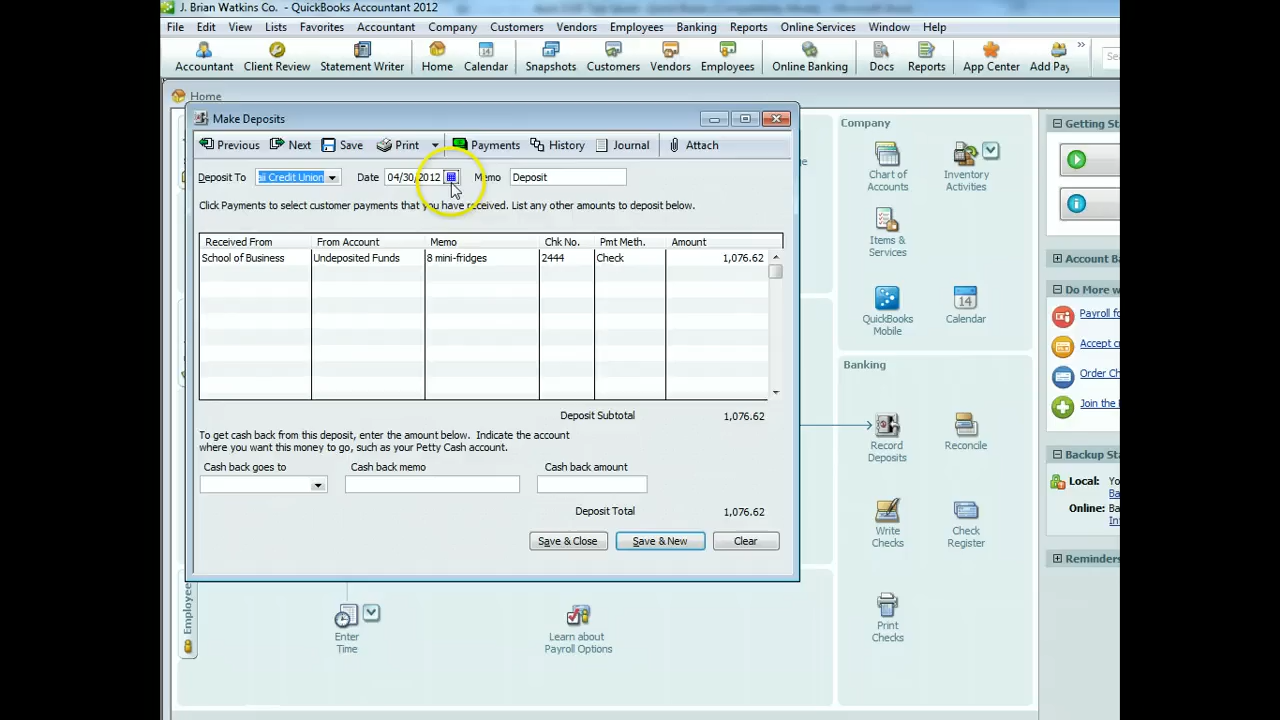 J. Brian Watkins Co. - QuickBooks Accountant 2012
File Edit View Lists Favorites Accountant Company Customers Vendors Employees Banking Reports Online Services Window Help
Accountant Client Review Statement Writer Home Calendar Snapshots Customers Vendors Employees Online Banking Docs Reports App Center Add Pay
Home
Make Deposits
Previous Next Save Print Payments History Journal Attach
Deposit To Credit Union Date 04/30/2012 Memo Deposit
Click Payments to select customer payments that you have received. List any other amounts to deposit below.
Received From From Account Memo Chk No. Pmt Meth. Amount
School of Business Undeposited Funds 8 mini-fridges 2444 Check 1,076.62
Deposit Subtotal 1,076.62
To get cash back from this deposit, enter the amount below. Indicate the account
where you want this money to go, such as your Petty Cash account.
Cash back goes to Cash back memo Cash back amount
Deposit Total 1,076.62
Save & Close Save & New Clear
Enter
Time
Learn about
Payroll Options
Company
Chart of
Accounts
Inventory
Activities
Items &
Services
14
QuickBooks
Mobile
Calendar
Banking
Record
Deposits
Reconcile
Write
Checks
Check
Register
Print
Checks
Getting
Account
Do More
Payroll
Accept
Order
Join the
Backup
Local:
Online:
Reminders
Employee